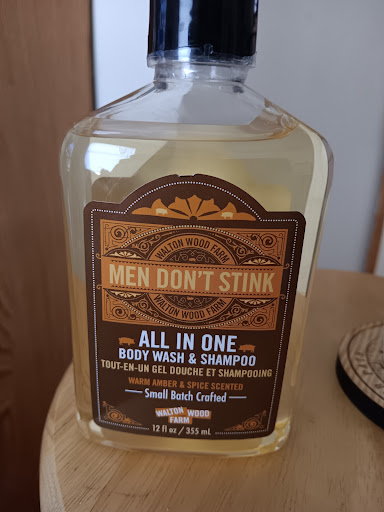 WALTON WOOD FARM
MEN DON'T STINK
WALTON WOOD FARM
ALL IN ONE
BODY WASH & SHAMPOO
TOUT-EN-UN GEL DOUCHE ET SHAMPOOING
WARM AMBER & SPICE SCENTED
Small Batch Crafted
WALTON WOOD
FARM
12 fl oz / 355 mL